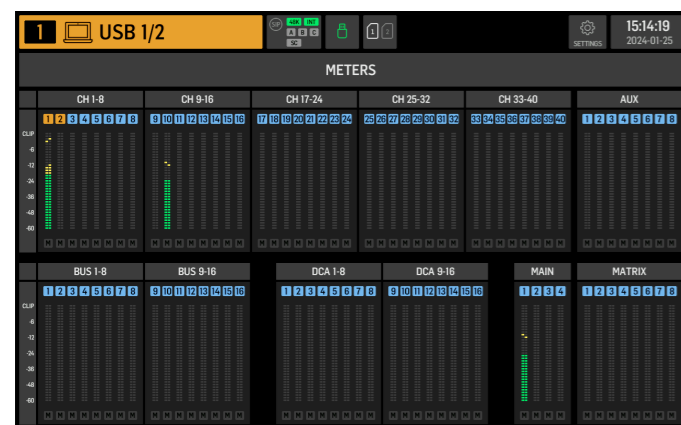 1 USB 1/2
SIP 48K INT
A B C
SC
1 2
SETTINGS
15:14:19
2024-01-25
METERS
CH 1-8 CH 9-16 CH 17-24 CH 25-32 CH 33-40 AUX
1 2 3 4 5 6 7 8 9 10 11 12 13 14 15 16 17 18 19 20 21 22 23 24 25 26 27 28 29 30 31 32 33 34 35 36 37 38 39 40 1 2 3 4 5 6 7 8
CLIP
-6
-12
-24
-36
-48
-60
M M M M M M M M M M M M M M M M M M M M M M M M M M M M M M M M M M M M M M M M M M M M M M M M
BUS 1-8 BUS 9-16 DCA 1-8 DCA 9-16 MAIN MATRIX
1 2 3 4 5 6 7 8 9 10 11 12 13 14 15 16 1 2 3 4 5 6 7 8 9 10 11 12 13 14 15 16 1 2 3 4 1 2 3 4 5 6 7 8
CLIP
-6
-12
-24
-36
-48
-60
M M M M M M M M M M M M M M M M M M M M M M M M M M M M M M M M M M M M M M M M M M M M